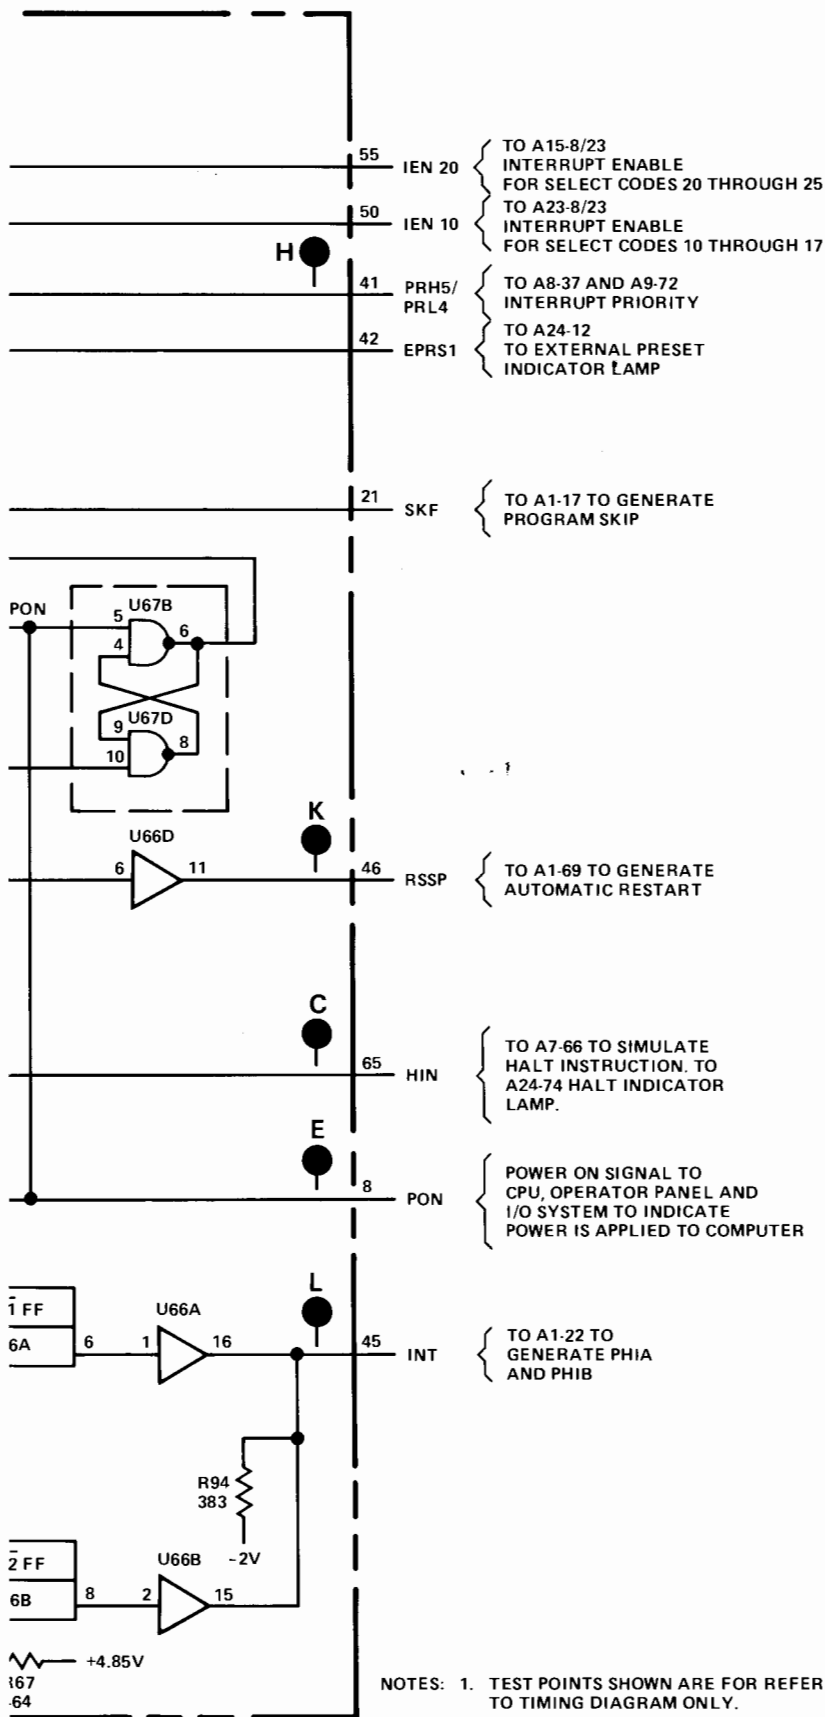 55
IEN 20
TO A15-8/23
INTERRUPT ENABLE
FOR SELECT CODES 20 THROUGH 25
50
IEN 10
TO A23-8/23
INTERRUPT ENABLE
FOR SELECT CODES 10 THROUGH 17
H
41
PRH5/
PRL4
TO A8-37 AND A9-72
INTERRUPT PRIORITY
42
EPRS1
TO A24-12
TO EXTERNAL PRESET
INDICATOR LAMP
21
SKF
TO A1-17 TO GENERATE
PROGRAM SKIP
PON
U67B
5
4
6
U67D
9
10
8
K
U66D
6
11
46
RSSP
TO A1-69 TO GENERATE
AUTOMATIC RESTART
C
65
HIN
TO A7-66 TO SIMULATE
HALT INSTRUCTION. TO
A24-74 HALT INDICATOR
LAMP.
E
8
PON
POWER ON SIGNAL TO
CPU, OPERATOR PANEL AND
I/O SYSTEM TO INDICATE
POWER IS APPLIED TO COMPUTER
L
1 FF
6A
6
U66A
1
16
45
INT
TO A1-22 TO
GENERATE PHIA
AND PHIB
R94
383
-2V
2 FF
6B
8
U66B
2
15
+4.85V
R67
464
NOTES: 1. TEST POINTS SHOWN ARE FOR REFER
TO TIMING DIAGRAM ONLY.